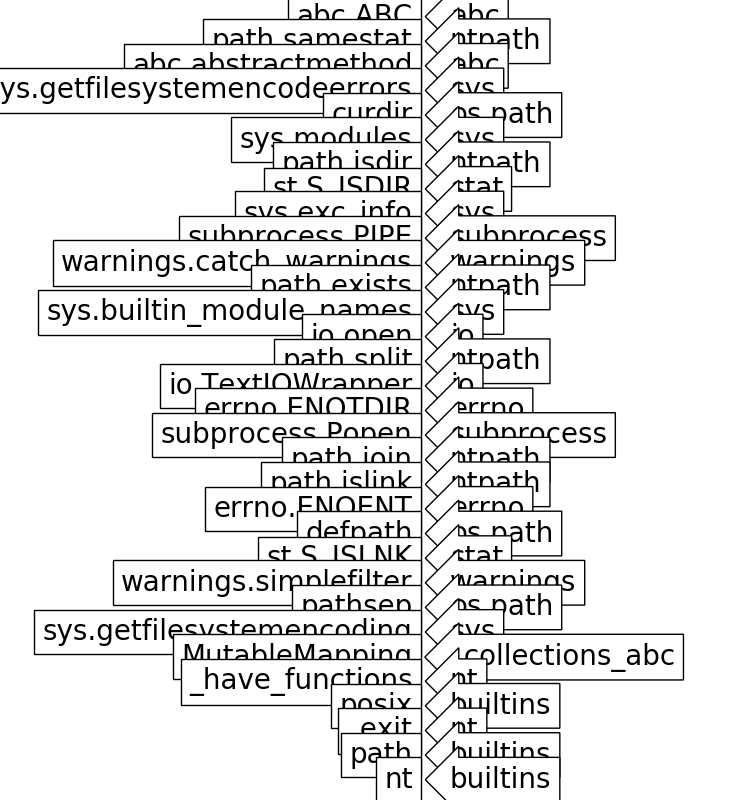 abc.ABC abc
path.samestat ntpath
abc.abstractmethod abc
ys.getfilesystemencodeerrors sys
curdir os.path
sys.modules sys
path.isdir ntpath
st.S_ISDIR stat
sys.exc_info sys
subprocess.PIPE subprocess
warnings.catch_warnings warnings
path.exists ntpath
sys.builtin_module_names sys
io.open io
path.split ntpath
io.TextIOWrapper io
errno.ENOTDIR errno
subprocess.Popen subprocess
path.join ntpath
path.islink ntpath
errno.ENOENT errno
defpath os.path
st.S_ISLNK stat
warnings.simplefilter warnings
pathsep os.path
sys.getfilesystemencoding sys
MutableMapping collections_abc
_have_functions nt
posix builtins
exit nt
path builtins
nt builtins